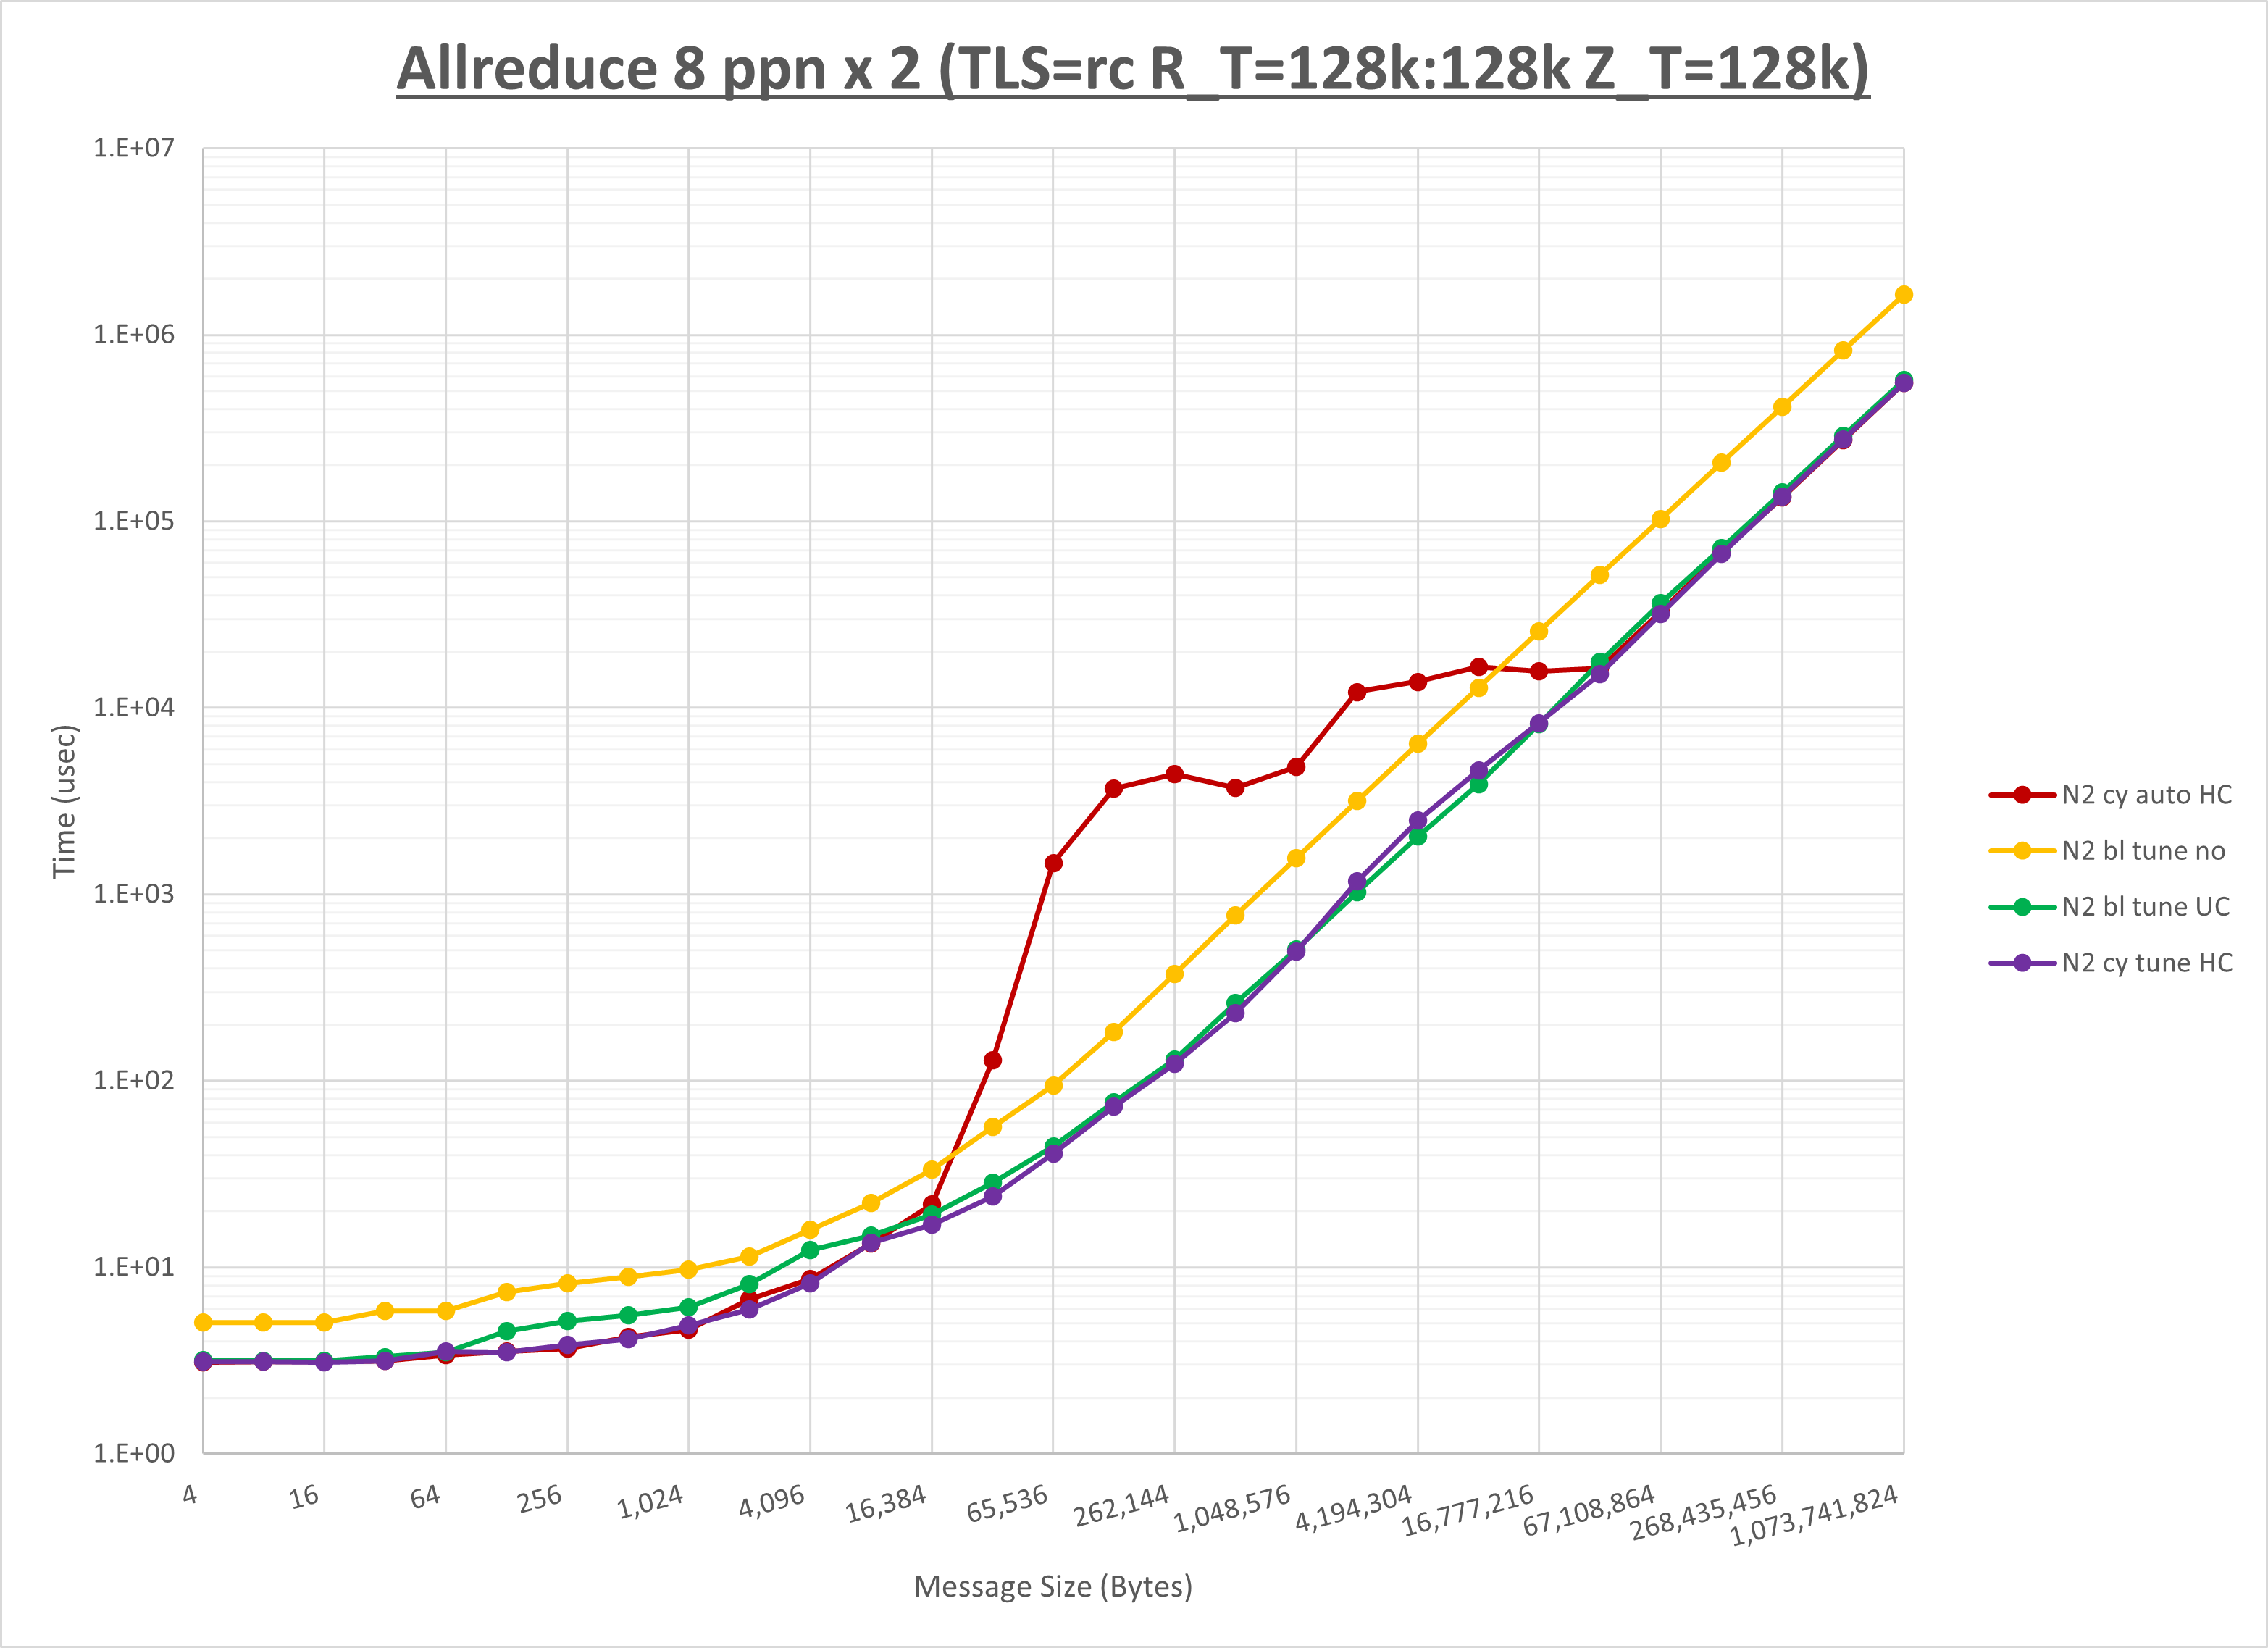 Allreduce 8 ppn x 2 (TLS=rc R_T=128k:128k Z_T=128k)
1.E+07
1.E+06
1.E+05
1.E+04
1.E+03
1.E+02
1.E+01
1.E+00
Time (usec)
4
16
64
256
1,024
4,096
16,384
65,536
262,144
1,048,576
4,194,304
16,777,216
67,108,864
268,435,456
1,073,741,824
Message Size (Bytes)
N2 cy auto HC
N2 bl tune no
N2 bl tune UC
N2 cy tune HC